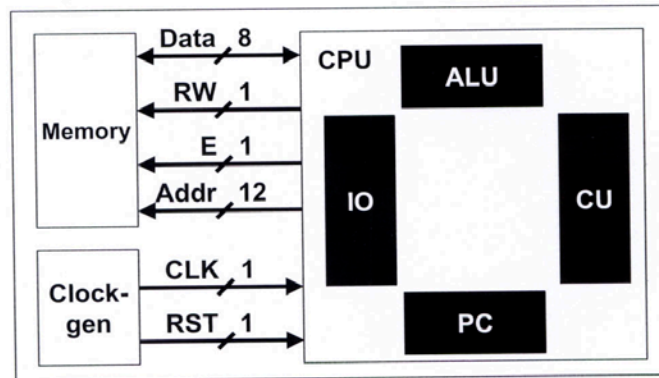 Data 8
CPU
ALU
RW 1
Memory
E 1
IO
CU
Addr 12
CLK 1
Clock-
gen
RST 1
PC